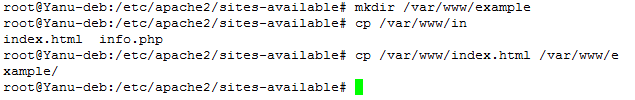 root@Yanu-deb:/etc/apache2/sites-available# mkdir /var/www/example
root@Yanu-deb:/etc/apache2/sites-available# cp /var/www/in
index.html  info.php
root@Yanu-deb:/etc/apache2/sites-available# cp /var/www/index.html /var/www/e
xample/
root@Yanu-deb:/etc/apache2/sites-available#